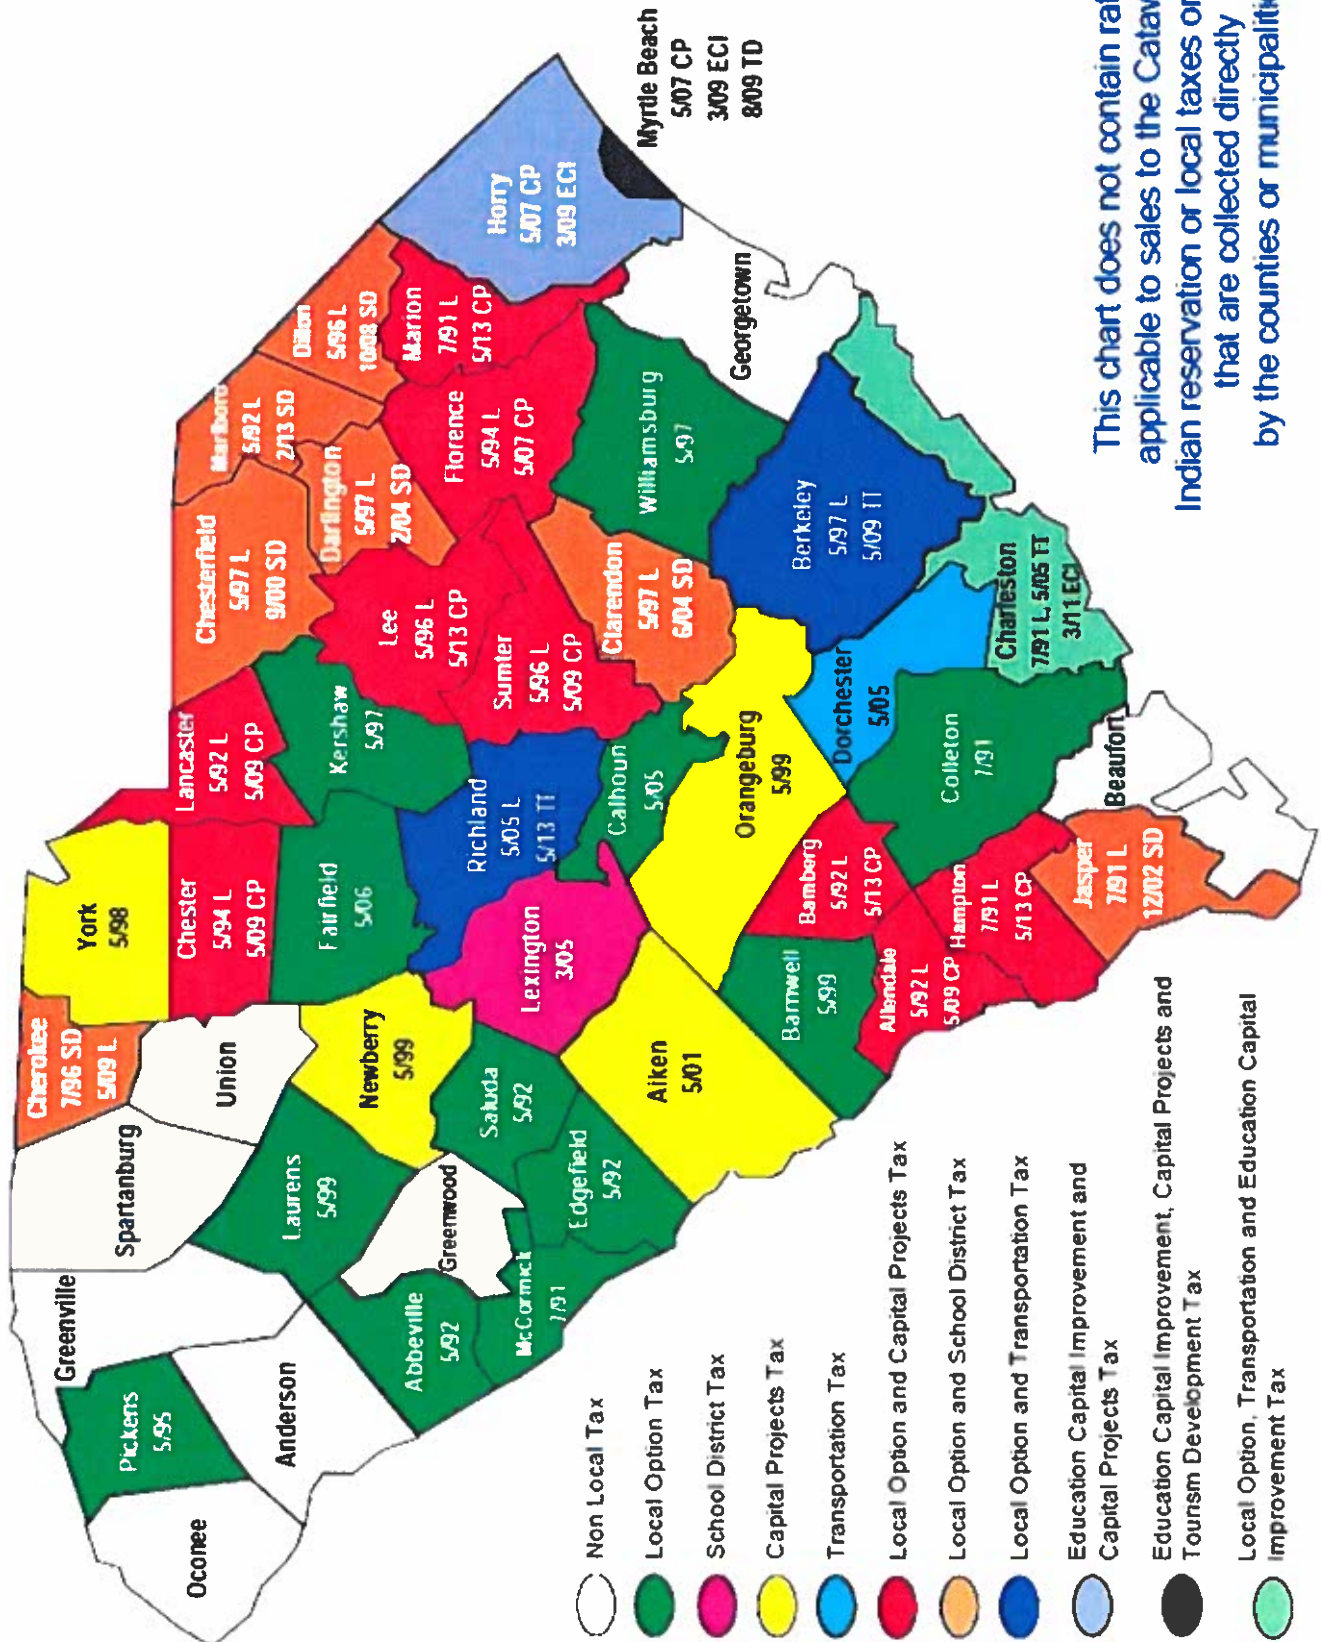 Oconee
Pickens
5/95
Greenville
Anderson
Spartanburg
Cherokee
7/96 SD
5/09 L
York
5/98
Union
Laurens
5/99
Abbeville
5/92
Greenwood
McCormick
7/91
Newberry
5/99
Saluda
5/92
Edgefield
5/92
Aiken
5/01
Lexington
3/05
Chester
5/94 L
5/09 CP
Lancaster
5/92 L
5/09 CP
Fairfield
5/06
Kershaw
5/97
Richland
5/05 L
5/13 TT
Calhoun
5/05
Orangeburg
5/99
Chesterfield
5/97 L
9/00 SD
Marlboro
5/92 L
2/13 SD
Darlington
5/97 L
2/04 SD
Dillon
5/96 L
10/08 SD
Marion
7/91 L
5/13 CP
Florence
5/94 L
5/07 CP
Lee
5/96 L
5/13 CP
Sumter
5/96 L
5/09 CP
Clarendon
5/97 L
6/04 SD
Williamsburg
5/97
Horry
5/07 CP
3/09 ECI
Myrtle Beach
5/07 CP
3/09 ECI
8/09 TD
Georgetown
Berkeley
5/97 L
5/09 TT
Dorchester
5/05
Charleston
7/91 L, 5/05 TT
3/11 ECI
Colleton
7/91
Bamberg
5/92 L
5/13 CP
Barnwell
5/99
Allendale
5/92 L
5/09 CP
Hampton
7/91 L
5/13 CP
Jasper
7/91 L
12/02 SD
Beaufort
Non Local Tax
Local Option Tax
School District Tax
Capital Projects Tax
Transportation Tax
Local Option and Capital Projects Tax
Local Option and School District Tax
Local Option and Transportation Tax
Education Capital Improvement and
Capital Projects Tax
Education Capital Improvement, Capital Projects and
Tourism Development Tax
Local Option, Transportation and Education Capital
Improvement Tax
This chart does not contain rat
applicable to sales to the Cataw
Indian reservation or local taxes o
that are collected directly
by the counties or municipalitie